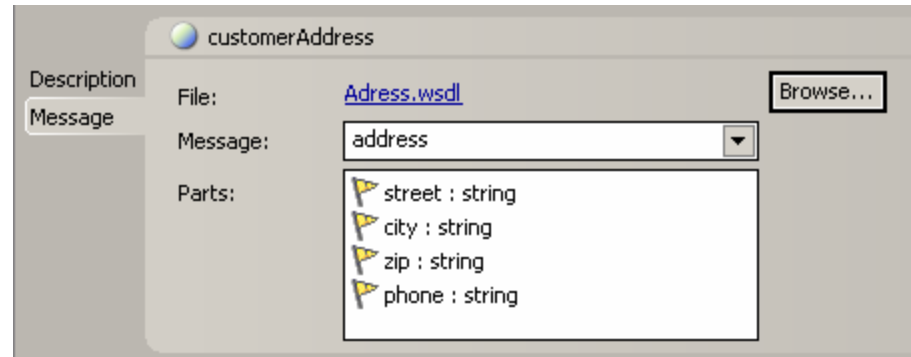 customerAddress
Description
Message
File: Adress.wsdl Browse...
Message: address
Parts: street : string
city : string
zip : string
phone : string